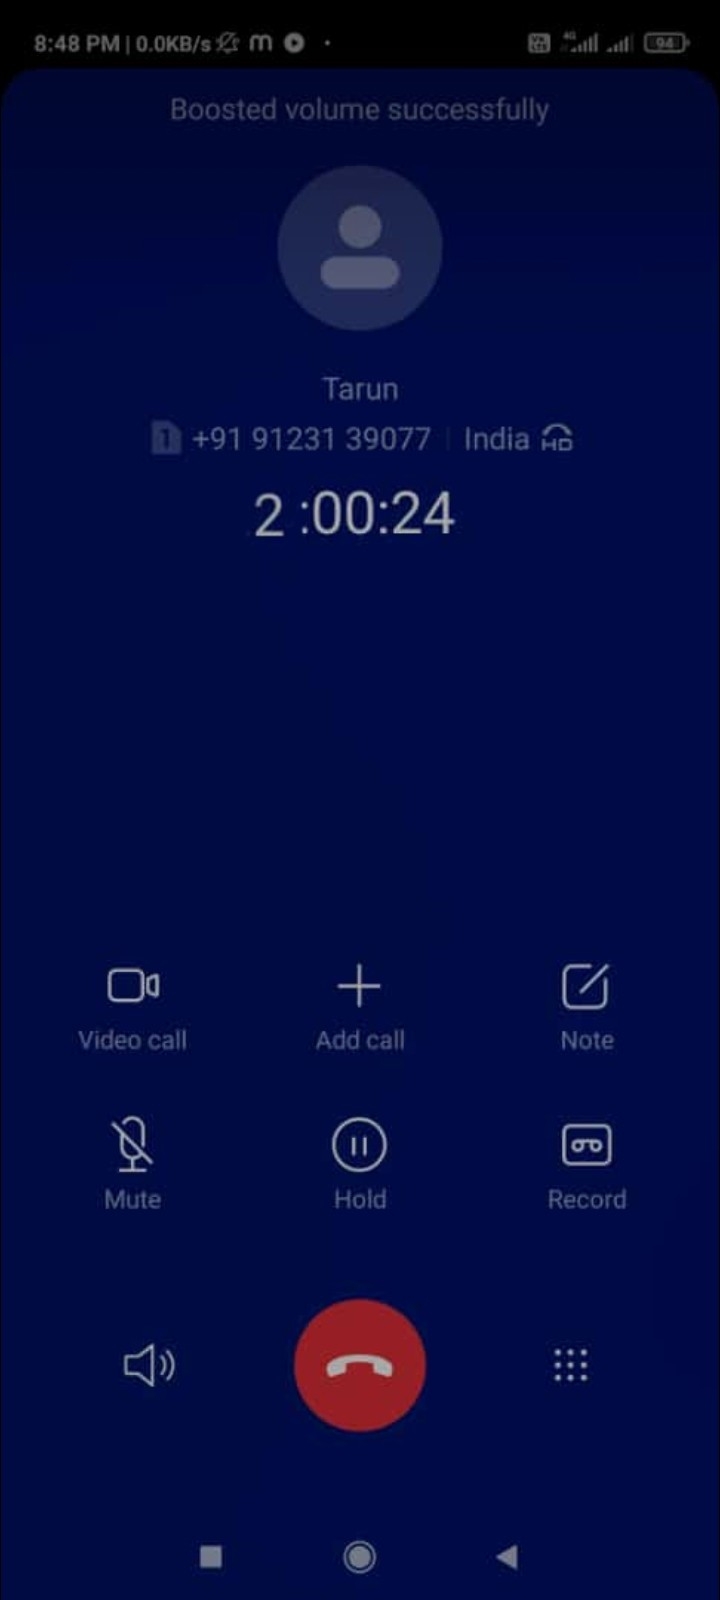 8:48 PM | 0.0KB/s m 4G 94
Boosted volume successfully
Tarun
1 +91 91231 39077 | India HD
2 :00:24
Video call Add call Note
Mute Hold Record